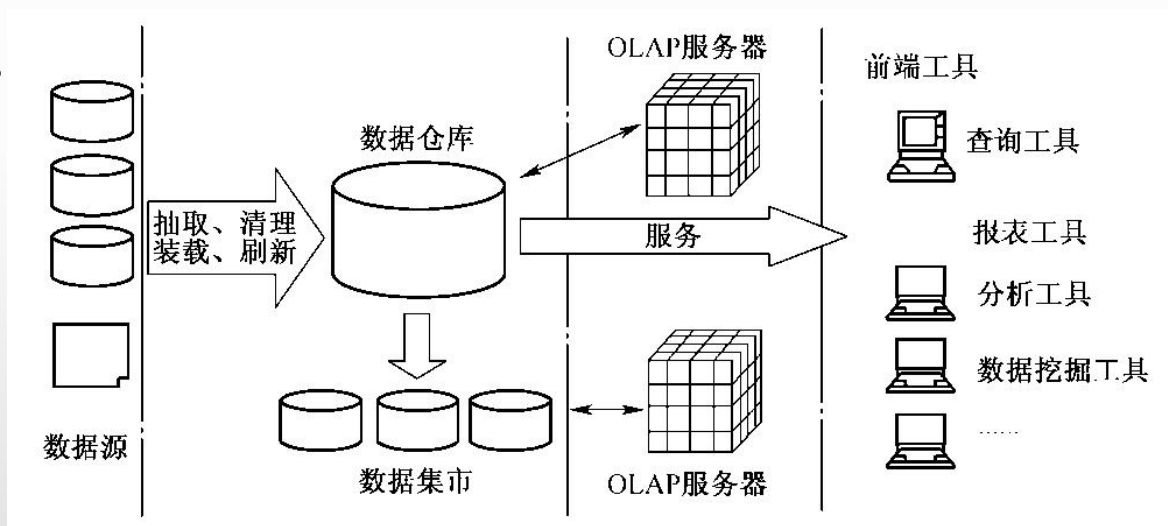 OLAP服务器
前端工具
数据仓库
查询工具
抽取、清理
装载、刷新
服务
报表工具
分析工具
数据挖掘工具
……
数据源
数据集市
OLAP服务器